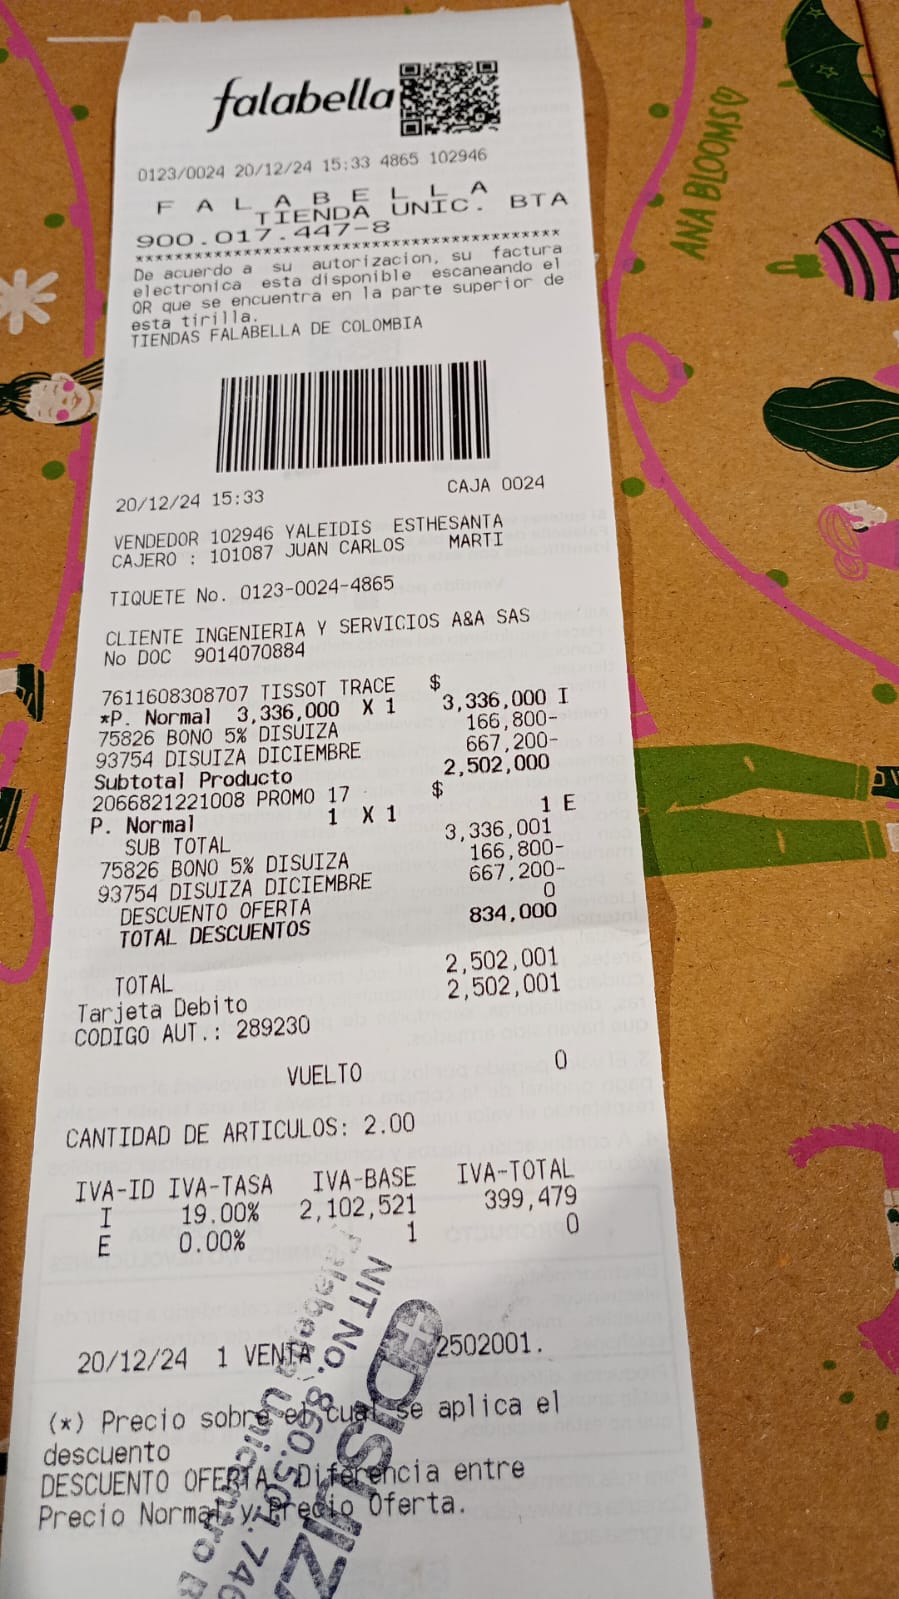 falabella
0123/0024 20/12/24 15:33 4865 102946
F A L A B E L L A
TIENDA UNIC. BTA
900.017.447-8
********************************************
De acuerdo a su autorizacion, su factura
electronica esta disponible escaneando el
QR que se encuentra en la parte superior de
esta tirilla.
TIENDAS FALABELLA DE COLOMBIA
20/12/24 15:33 CAJA 0024
VENDEDOR 102946 YALEIDIS ESTHESANTA
CAJERO : 101087 JUAN CARLOS MARTI
TIQUETE No. 0123-0024-4865
CLIENTE INGENIERIA Y SERVICIOS A&A SAS
No DOC 9014070884
7611608308707 TISSOT TRACE $
*P. Normal 3,336,000 X 1 3,336,000 I
75826 BONO 5% DISUIZA 166,800-
93754 DISUIZA DICIEMBRE 667,200-
Subtotal Producto 2,502,000
2066821221008 PROMO 17 $
P. Normal 1 X 1 1 E
SUB TOTAL 3,336,001
75826 BONO 5% DISUIZA 166,800-
93754 DISUIZA DICIEMBRE 667,200-
DESCUENTO OFERTA 0
TOTAL DESCUENTOS 834,000
TOTAL 2,502,001
Tarjeta Debito 2,502,001
CODIGO AUT.: 289230
VUELTO 0
CANTIDAD DE ARTICULOS: 2.00
IVA-ID IVA-TASA IVA-BASE IVA-TOTAL
I 19.00% 2,102,521 399,479
E 0.00% 1 0
20/12/24 1 VENTA 2502001.
(*) Precio sobre el cual se aplica el
descuento
DESCUENTO OFERTA: Diferencia entre
Precio Normal y Precio Oferta.
DISUIZA
NIT No. 860.501.746
Falabella Unicentro B
ANA BLOOMS